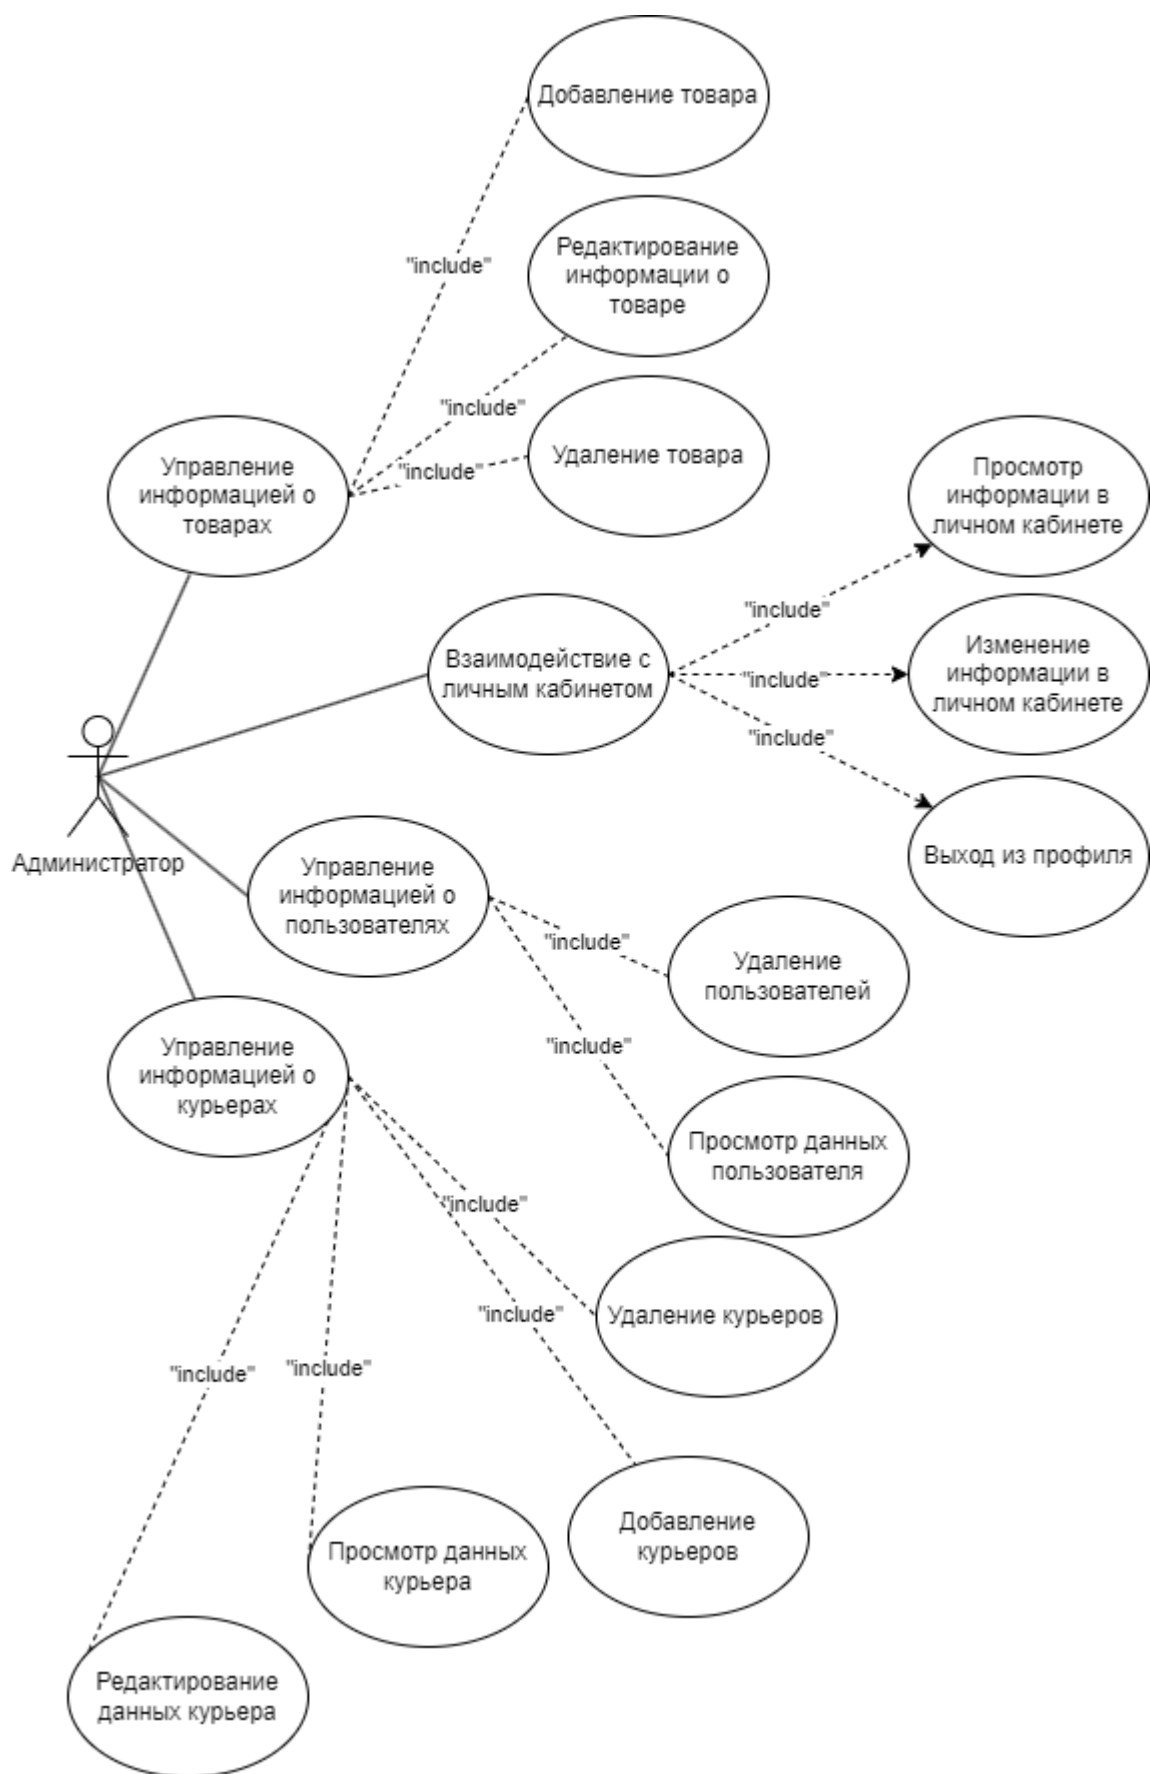 Добавление товара
"include"
Редактирование
информации о
товаре
"include"
Удаление товара
"include"
Управление
информацией о
товарах
Просмотр
информации в
личном кабинете
"include"
Взаимодействие с
личным кабинетом
"include"
Изменение
информации в
личном кабинете
"include"
Выход из профиля
Администратор
Управление
информацией о
пользователях
"include"
Удаление
пользователей
"include"
Просмотр данных
пользователя
Управление
информацией о
курьерах
"include"
Удаление курьеров
"include"
"include"
"include"
Добавление
курьеров
Просмотр данных
курьера
Редактирование
данных курьера